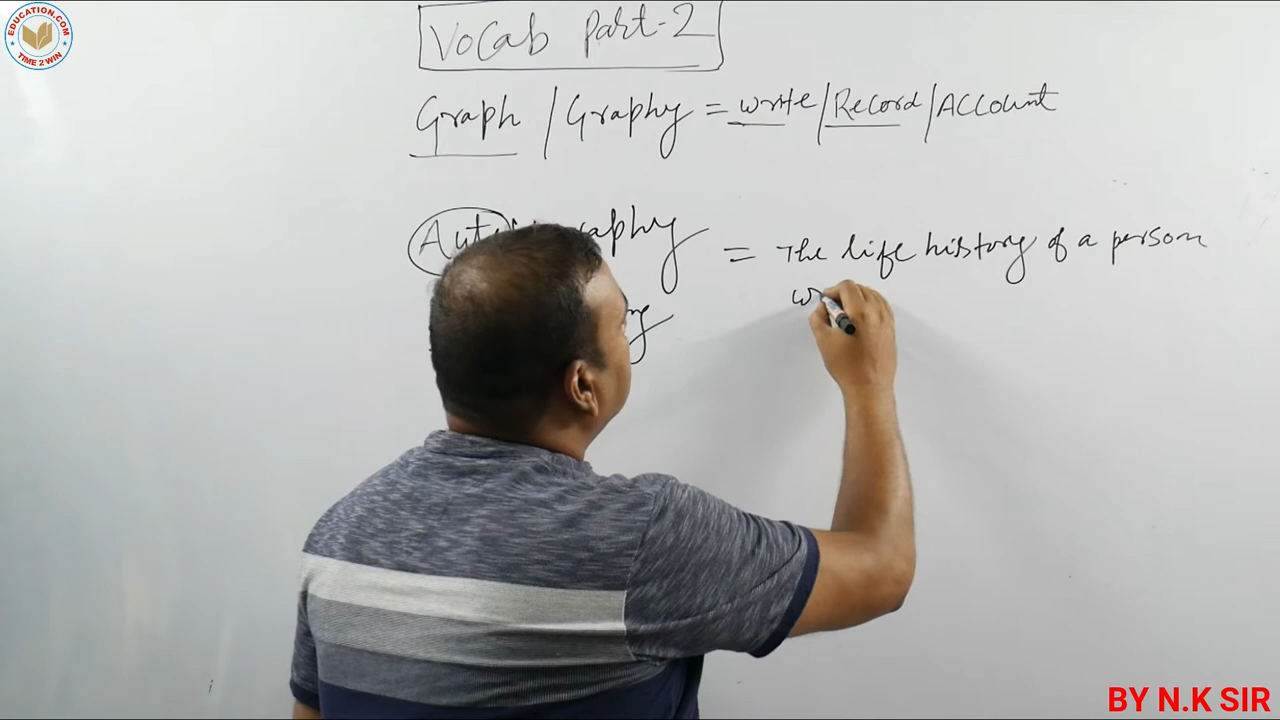 EDUCATION.COM
TIME 2 WIN
Vocab Part-2
Graph / Graphy = write / Record / Account
= The life history of a person
BY N.K SIR